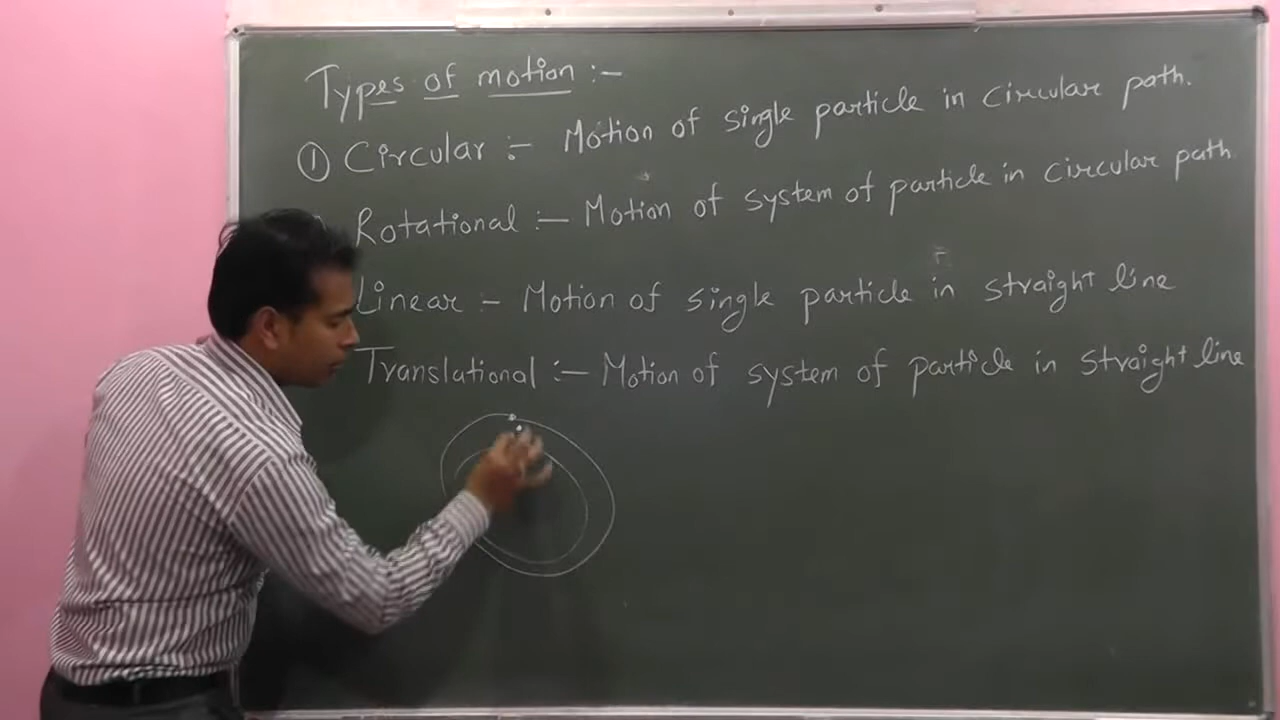 Types of motion :-
① Circular :- Motion of single particle in circular path.
Rotational :- Motion of system of particle in circular path
Linear - Motion of single particle in straight line
Translational :- Motion of system of particle in straight line